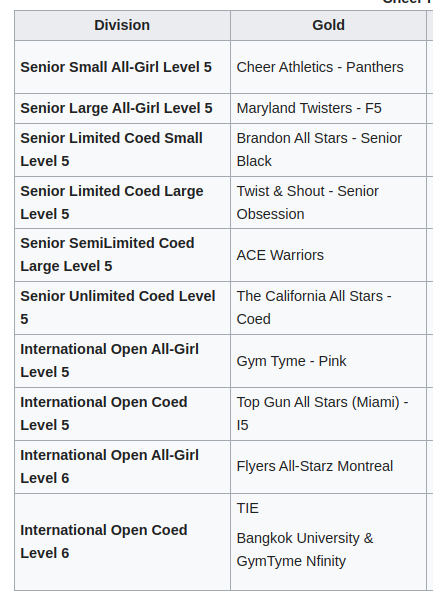 Division Gold
Senior Small All-Girl Level 5 Cheer Athletics - Panthers
Senior Large All-Girl Level 5 Maryland Twisters - F5
Senior Limited Coed Small Level 5 Brandon All Stars - Senior Black
Senior Limited Coed Large Level 5 Twist & Shout - Senior Obsession
Senior SemiLimited Coed Large Level 5 ACE Warriors
Senior Unlimited Coed Level 5 The California All Stars - Coed
International Open All-Girl Level 5 Gym Tyme - Pink
International Open Coed Level 5 Top Gun All Stars (Miami) - I5
International Open All-Girl Level 6 Flyers All-Starz Montreal
International Open Coed Level 6 TIE
Bangkok University & GymTyme Nfinity